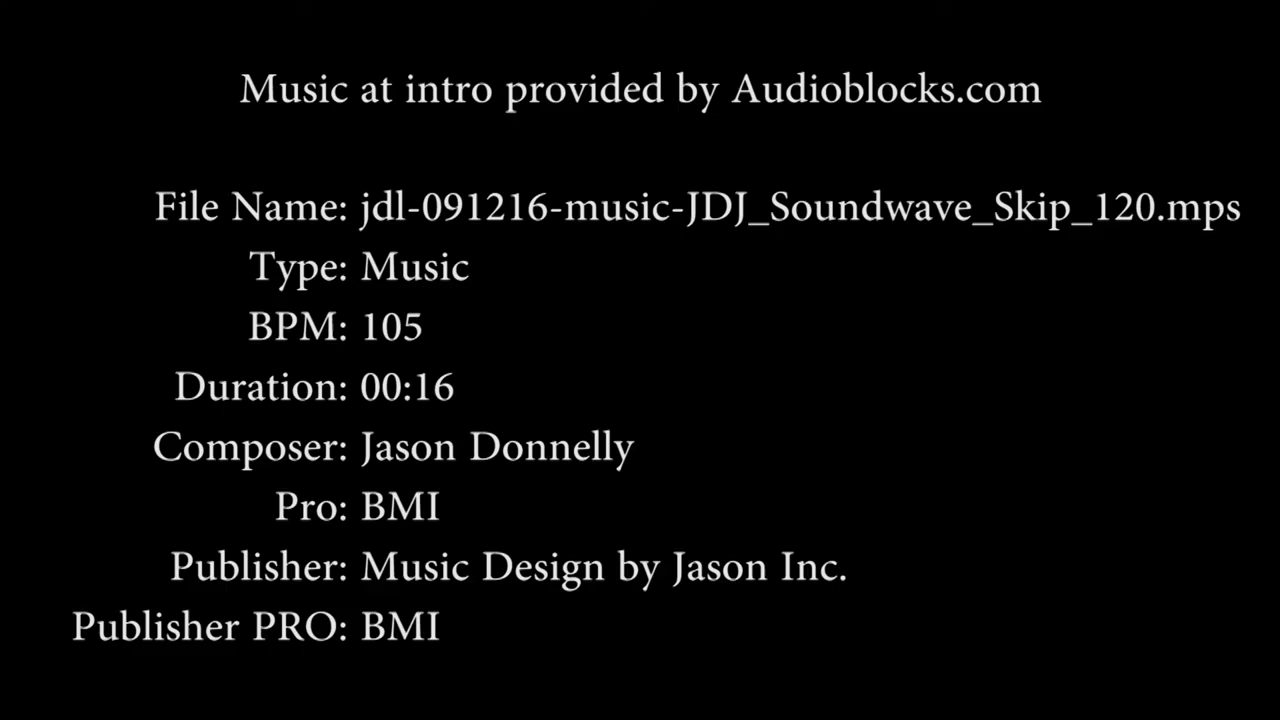 Music at intro provided by Audioblocks.com
File Name: jdl-091216-music-JDJ_Soundwave_Skip_120.mps
Type: Music
BPM: 105
Duration: 00:16
Composer: Jason Donnelly
Pro: BMI
Publisher: Music Design by Jason Inc.
Publisher PRO: BMI